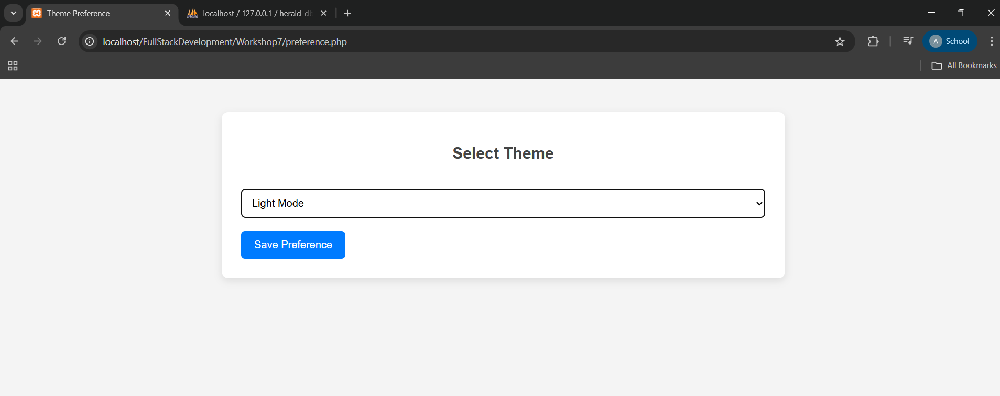 Theme Preference
localhost / 127.0.0.1 / herald_db
localhost/FullStackDevelopment/Workshop7/preference.php
A School
All Bookmarks
Select Theme
Light Mode
Save Preference